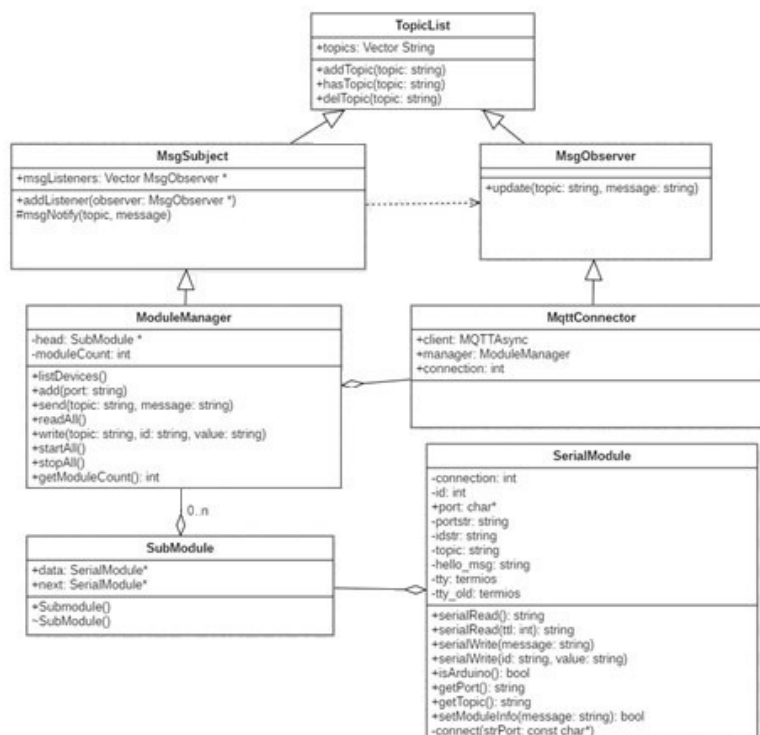 TopicList
+topics: Vector String
+addTopic(topic: string)
+hasTopic(topic: string)
+delTopic(topic: string)
MsgSubject
+msgListeners: Vector MsgObserver *
+addListener(observer: MsgObserver *)
#msgNotify(topic, message)
MsgObserver
+update(topic: string, message: string)
ModuleManager
-head: SubModule *
-moduleCount: int
+listDevices()
+add(port: string)
+send(topic: string, message: string)
+readAll()
+write(topic: string, id: string, value: string)
+startAll()
+stopAll()
+getModuleCount(): int
MqttConnector
+client: MQTTAsync
+manager: ModuleManager
+connection: int
0..n
SubModule
+data: SerialModule*
+next: SerialModule*
+Submodule()
~SubModule()
SerialModule
-connection: int
-id: int
+port: char*
-portstr: string
-idstr: string
-topic: string
-hello_msg: string
-tty: termios
-tty_old: termios
+serialRead(): string
+serialRead(ttl: int): string
+serialWrite(message: string)
+serialWrite(id: string, value: string)
+isArduino(): bool
+getPort(): string
+getTopic(): string
+setModuleInfo(message: string): bool
-connect(strPort: const char*)